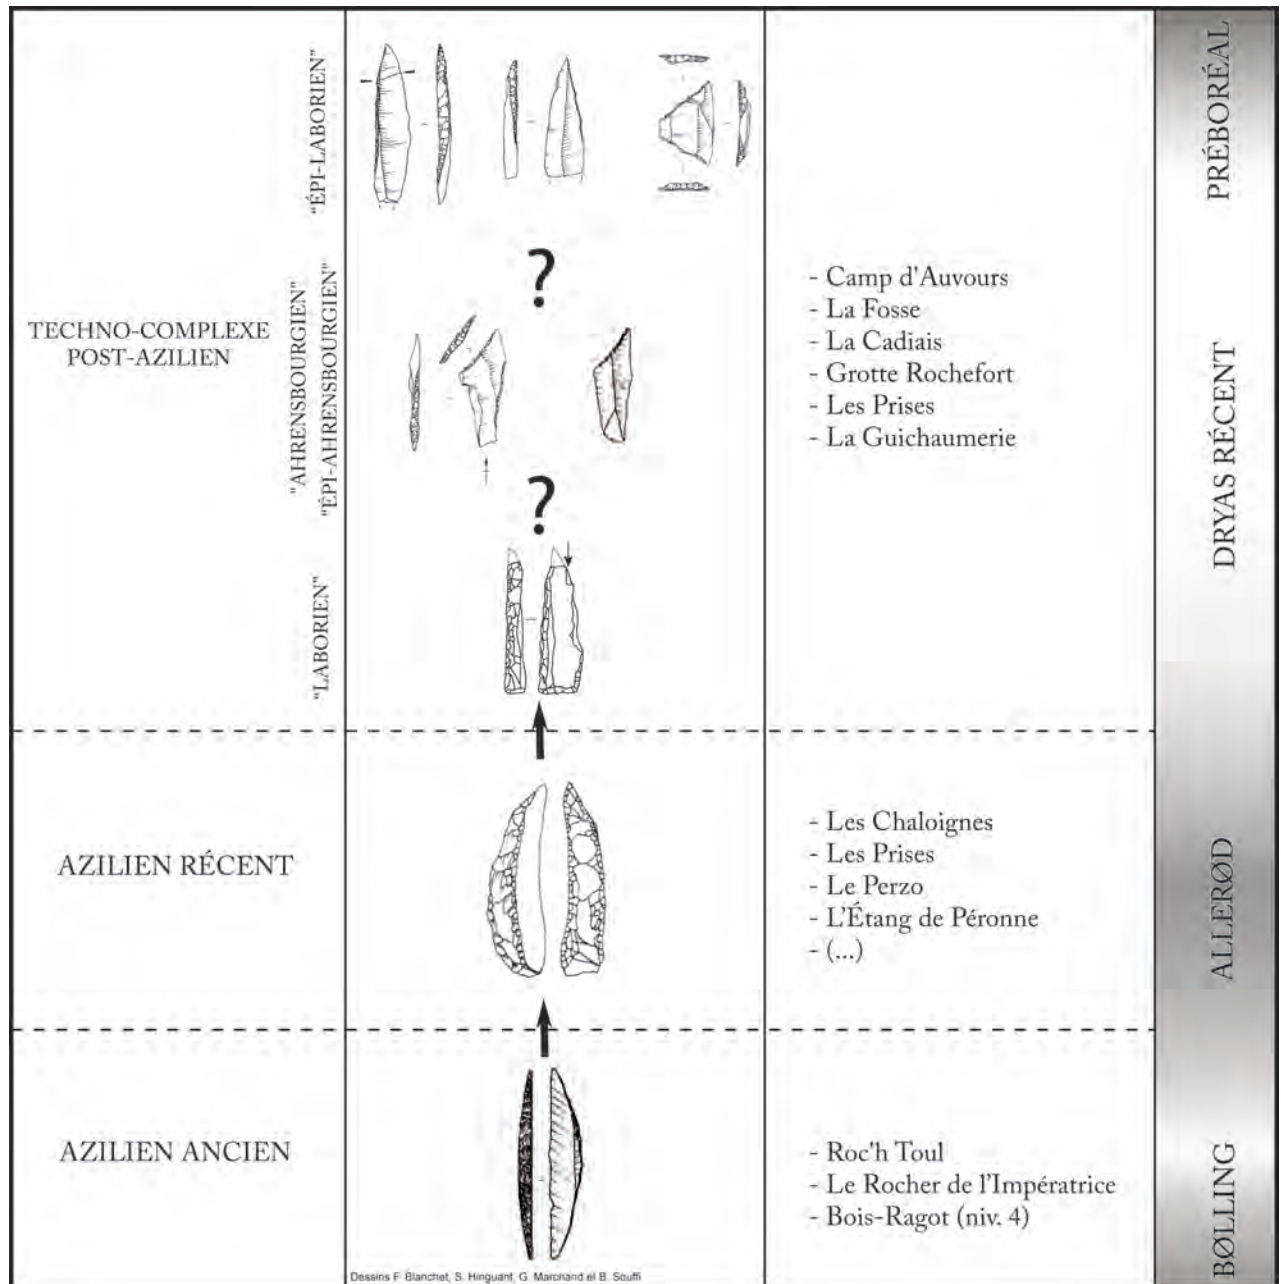 "ÉPI-LABORIEN"
PRÉBORÉAL
?
TECHNO-COMPLEXE
POST-AZILIEN
"AHRENSBOURGIEN"
"ÉPI-AHRENSBOURGIEN"
- Camp d'Auvours
- La Fosse
- La Cadiais
- Grotte Rochefort
- Les Prises
- La Guichaumerie
DRYAS RÉCENT
?
"LABORIEN"
AZILIEN RÉCENT
- Les Chaloignes
- Les Prises
- Le Perzo
- L'Étang de Péronne
- (...)
ALLERØD
AZILIEN ANCIEN
- Roc'h Toul
- Le Rocher de l'Impératrice
- Bois-Ragot (niv. 4)
BØLLING
Dessins F. Blanchet, S. Hinguant, G. Marchand et B. Souffi